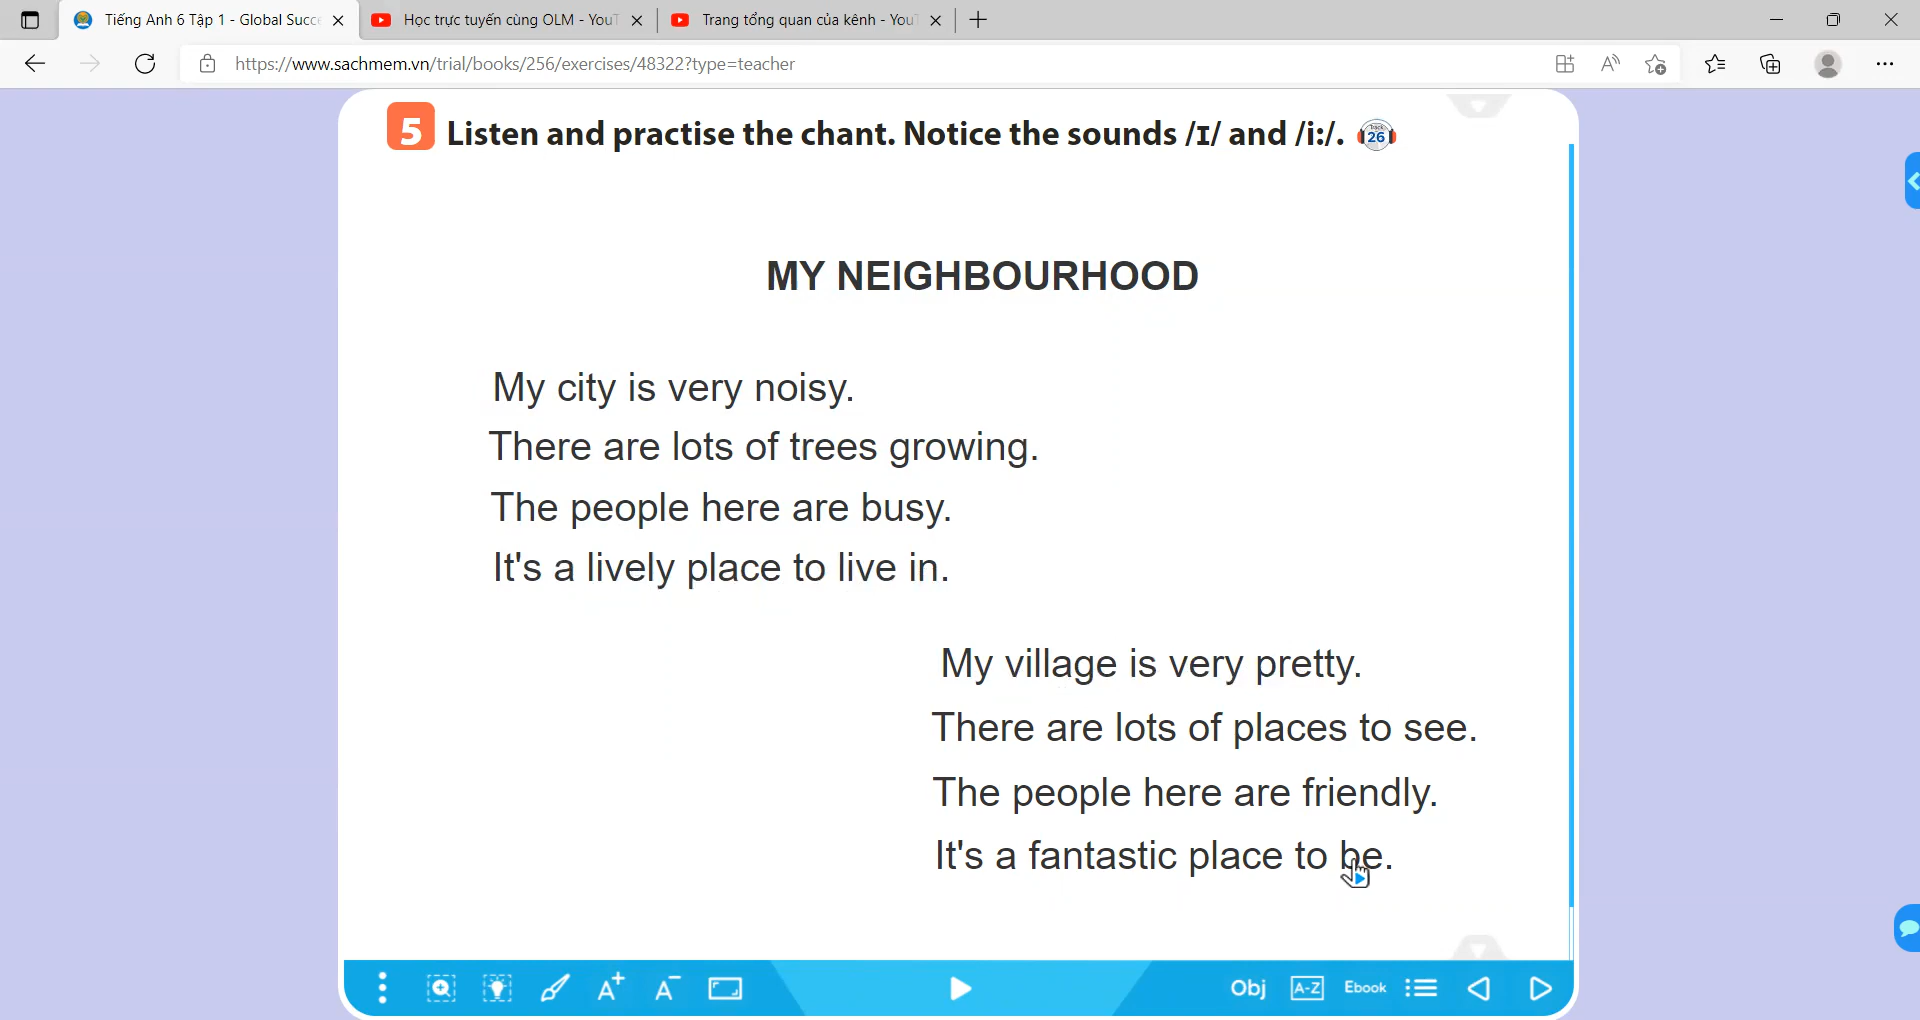 Tiếng Anh 6 Tập 1 - Global Succ
Học trực tuyến cùng OLM - YouT
Trang tổng quan của kênh - YouT
https://www.sachmem.vn/trial/books/256/exercises/48322?type=teacher
5 Listen and practise the chant. Notice the sounds /ɪ/ and /i:/. 26
MY NEIGHBOURHOOD
My city is very noisy.
There are lots of trees growing.
The people here are busy.
It's a lively place to live in.
My village is very pretty.
There are lots of places to see.
The people here are friendly.
It's a fantastic place to be.
A+ A- Obj A-Z Ebook